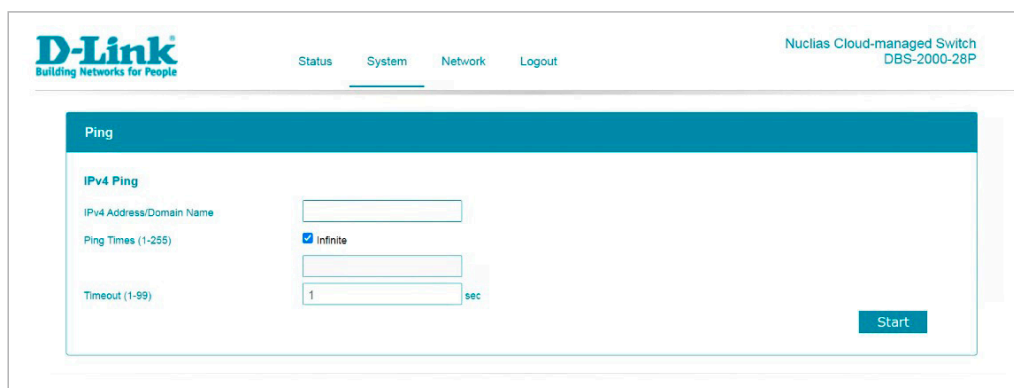 D-Link
Building Networks for People
Status System Network Logout
Nuclias Cloud-managed Switch
DBS-2000-28P
Ping
IPv4 Ping
IPv4 Address/Domain Name
Ping Times (1-255) Infinite
Timeout (1-99) 1 sec
Start